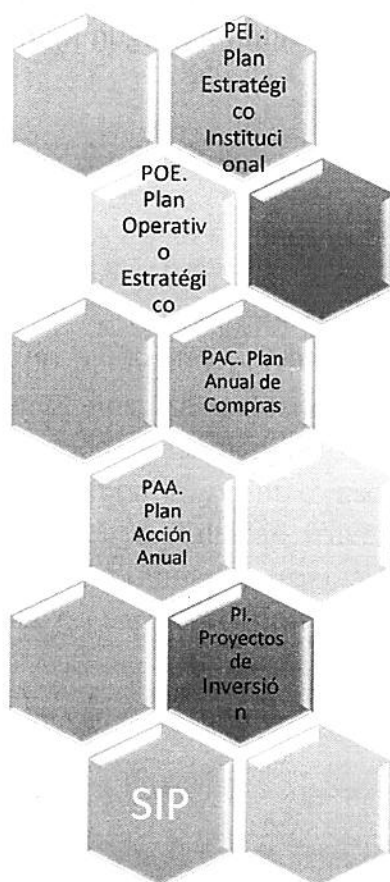 PEI .
Plan
Estratégi
co
Instituci
onal
POE.
Plan
Operativ
o
Estratégi
co
PAC. Plan
Anual de
Compras
PAA.
Plan
Acción
Anual
PI.
Proyectos
de
Inversió
n
SIP